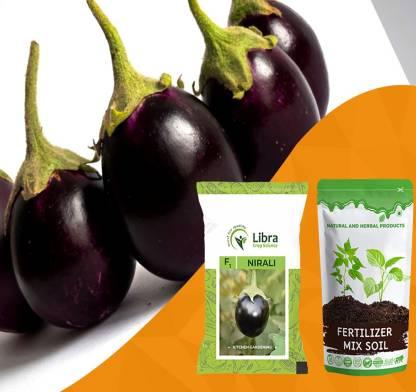 Libra
Crop Science
F1 NIRALI
KITCHEN GARDENING
NATURAL AND HERBAL PRODUCTS
FERTILIZER
MIX SOIL